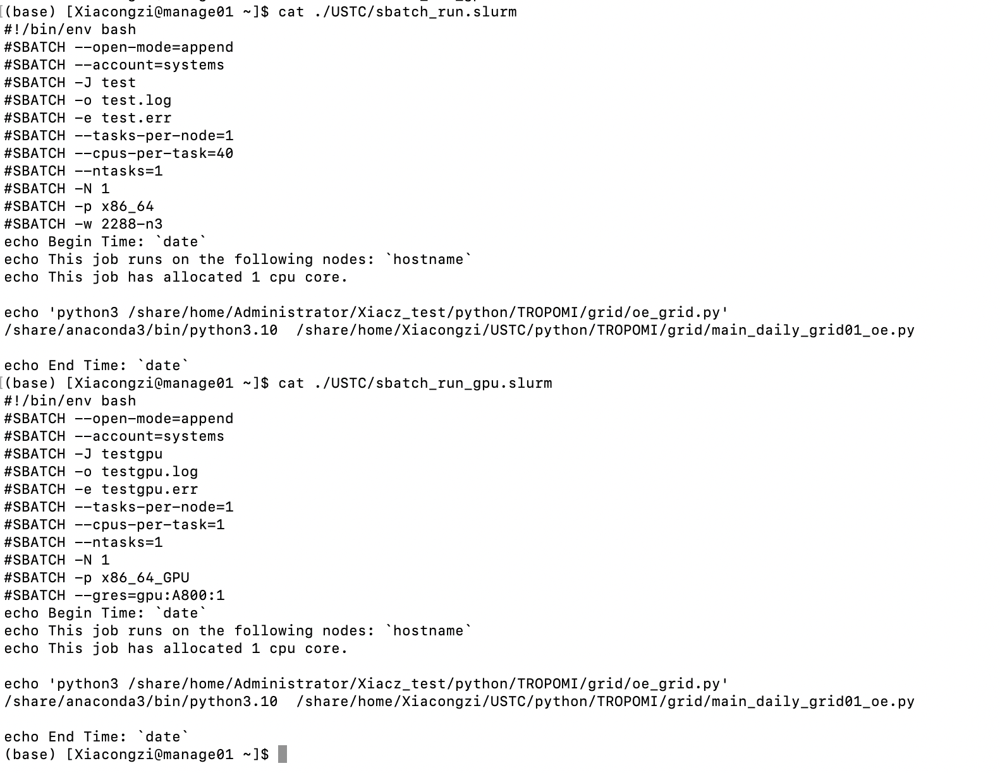 [(base) [Xiacongzi@manage01 ~]$ cat ./USTC/sbatch_run.slurm
#!/bin/env bash
#SBATCH --open-mode=append
#SBATCH --account=systems
#SBATCH -J test
#SBATCH -o test.log
#SBATCH -e test.err
#SBATCH --tasks-per-node=1
#SBATCH --cpus-per-task=40
#SBATCH --ntasks=1
#SBATCH -N 1
#SBATCH -p x86_64
#SBATCH -w 2288-n3
echo Begin Time: `date`
echo This job runs on the following nodes: `hostname`
echo This job has allocated 1 cpu core.

echo 'python3 /share/home/Administrator/Xiacz_test/python/TROPOMI/grid/oe_grid.py'
/share/anaconda3/bin/python3.10  /share/home/Xiacongzi/USTC/python/TROPOMI/grid/main_daily_grid01_oe.py

echo End Time: `date`
[(base) [Xiacongzi@manage01 ~]$ cat ./USTC/sbatch_run_gpu.slurm
#!/bin/env bash
#SBATCH --open-mode=append
#SBATCH --account=systems
#SBATCH -J testgpu
#SBATCH -o testgpu.log
#SBATCH -e testgpu.err
#SBATCH --tasks-per-node=1
#SBATCH --cpus-per-task=1
#SBATCH --ntasks=1
#SBATCH -N 1
#SBATCH -p x86_64_GPU
#SBATCH --gres=gpu:A800:1
echo Begin Time: `date`
echo This job runs on the following nodes: `hostname`
echo This job has allocated 1 cpu core.

echo 'python3 /share/home/Administrator/Xiacz_test/python/TROPOMI/grid/oe_grid.py'
/share/anaconda3/bin/python3.10  /share/home/Xiacongzi/USTC/python/TROPOMI/grid/main_daily_grid01_oe.py

echo End Time: `date`
(base) [Xiacongzi@manage01 ~]$